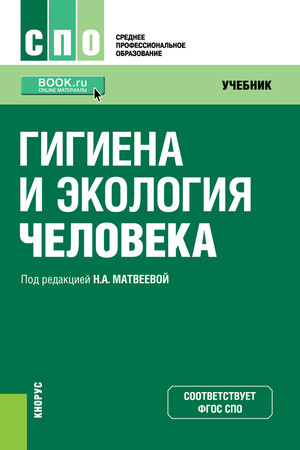 СПО
СРЕДНЕЕ
ПРОФЕССИОНАЛЬНОЕ
ОБРАЗОВАНИЕ
BOOK.ru
ONLINE МАТЕРИАЛЫ
УЧЕБНИК
ГИГИЕНА
И ЭКОЛОГИЯ
ЧЕЛОВЕКА
Под редакцией Н.А. МАТВЕЕВОЙ
КНОРУС
СООТВЕТСТВУЕТ
ФГОС СПО